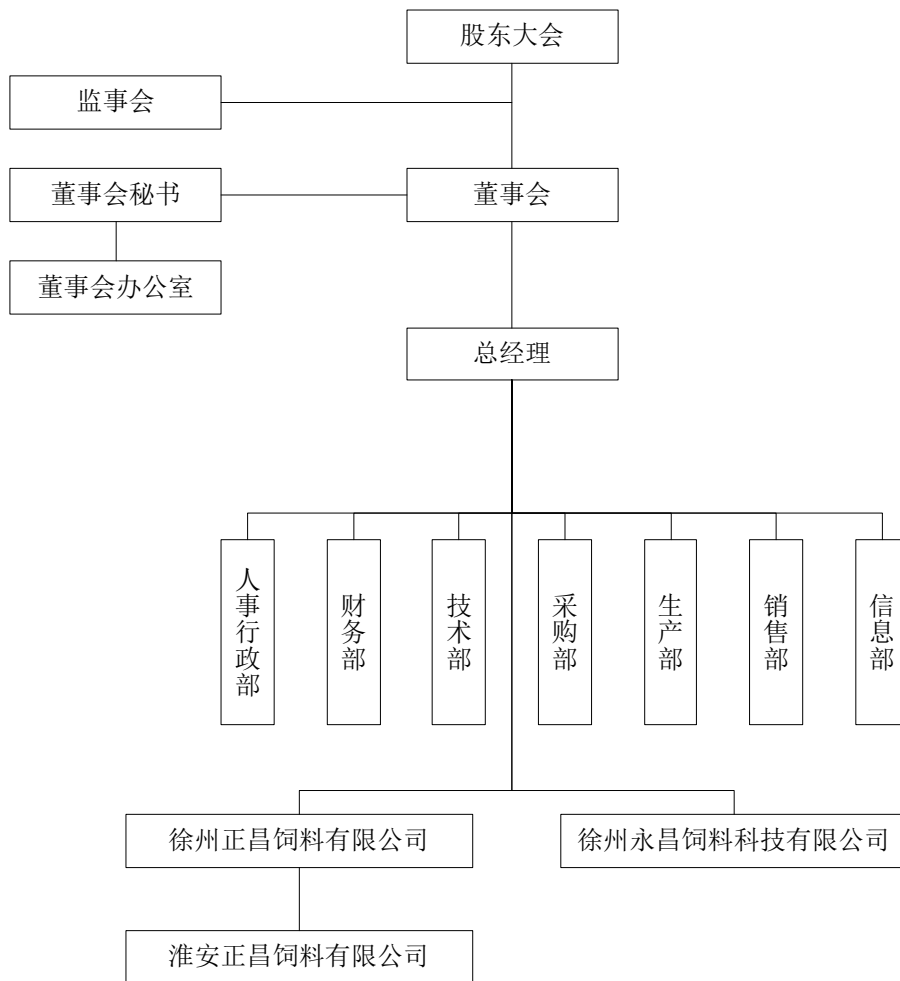 股东大会
监事会
董事会秘书
董事会
董事会办公室
总经理
人事行政部
财务部
技术部
采购部
生产部
销售部
信息部
徐州正昌饲料有限公司
徐州永昌饲料科技有限公司
淮安正昌饲料有限公司